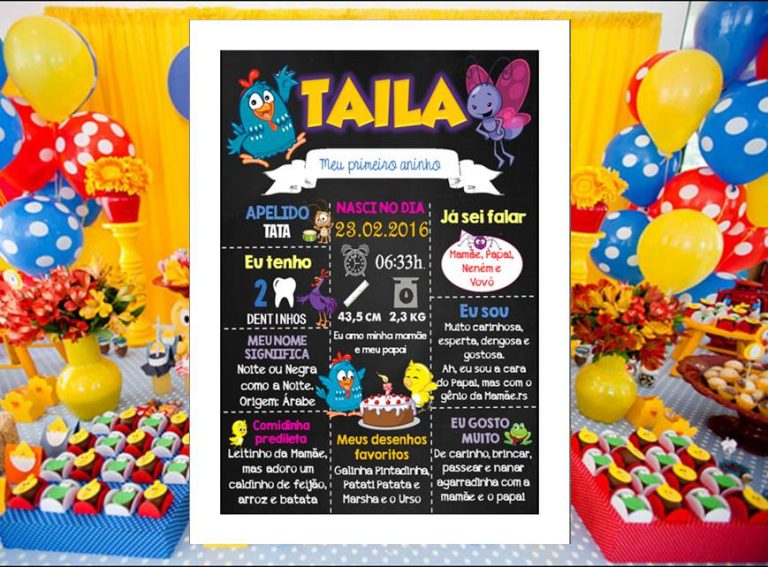 TAILA
Meu primeiro aninho
APELIDO
TATA
NASCI NO DIA
23.02.2016
06:33h
43,5 CM
2,3 KG
Eu amo minha mamãe
e meu papai
Já sei falar
Mamãe, Papai,
Neném e
Vovó
Eu tenho
2
DENTINHOS
MEU NOME
SIGNIIFICA
Noite ou Negra
como a Noite.
Origem: Árabe
Eu sou
Muito carinhosa,
esperta, dengosa e
gostosa.
Ah, eu sou a cara
do Papai, mas com o
gênio da Mamãe.rs
Comidinha
predileta
Leitinho da Mamãe,
mas adoro um
caldinho de feijão,
arroz e batata
Meus desenhos
favoritos
Galinha Pintadinha,
Patati Patata e
Marsha e o Urso
EU GOSTO
MUITO
De carinho, brincar,
passear e nanar
agarradinha com a
mamãe e o papai